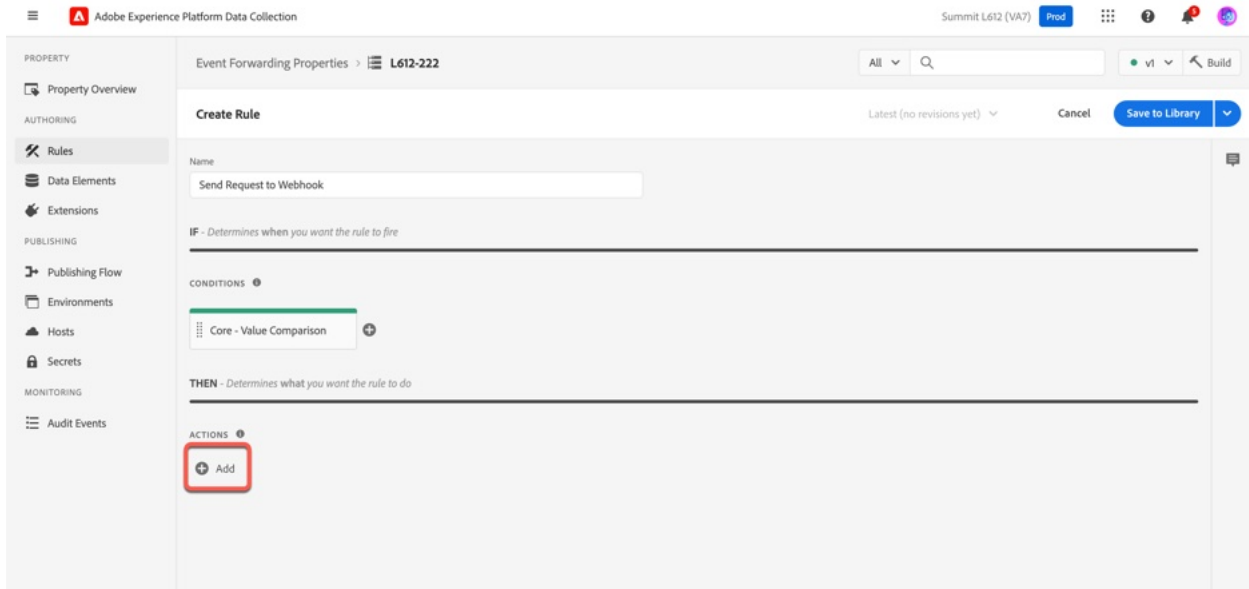 Adobe Experience Platform Data Collection
Summit L612 (VA7) Prod
5
PROPERTY
Property Overview
AUTHORING
Rules
Data Elements
Extensions
PUBLISHING
Publishing Flow
Environments
Hosts
Secrets
MONITORING
Audit Events
Event Forwarding Properties > L612-222
All
v1 Build
Create Rule
Latest (no revisions yet) Cancel Save to Library
Name
Send Request to Webhook
IF - Determines when you want the rule to fire
CONDITIONS
Core - Value Comparison
THEN - Determines what you want the rule to do
ACTIONS
Add